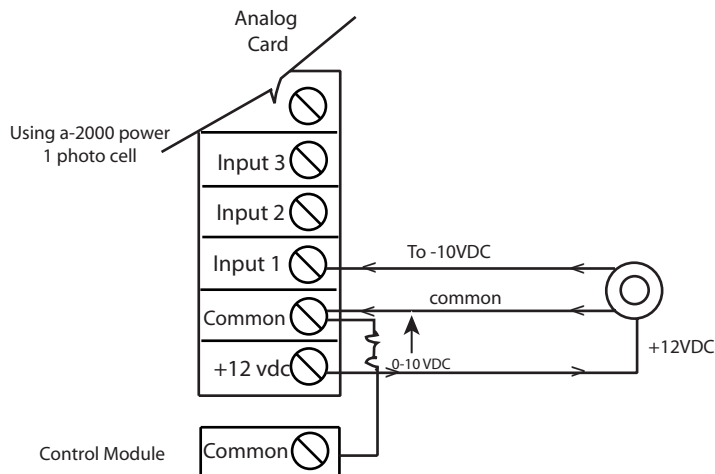 Analog
Card
Using a-2000 power
1 photo cell
Input 3
Input 2
Input 1
To -10VDC
Common
common
+12 vdc
0-10 VDC
+12VDC
Control Module
Common